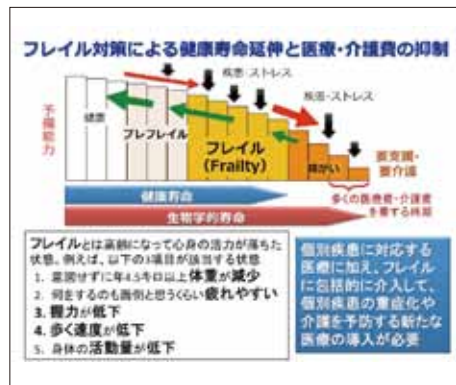 フレイル対策による健康寿命延伸と医療・介護費の抑制
疾患・ストレス
疾患・ストレス
予備能力
健康
プレフレイル
フレイル
(Frailty)
障がい
要支援・
要介護
多くの医療費・介護費
を要する時期
健康寿命
生物学的寿命
フレイルとは高齢になって心身の活力が落ちた
状態。例えば、以下の3項目が該当する状態
1. 意図せずに年4.5キロ以上体重が減少
2. 何をするのも面倒と思うくらい疲れやすい
3. 握力が低下
4. 歩く速度が低下
5. 身体の活動量が低下
個別疾患に対応する
医療に加え、フレイル
に包括的に介入して、
個別疾患の重症化や
介護を予防する新たな
医療の導入が必要